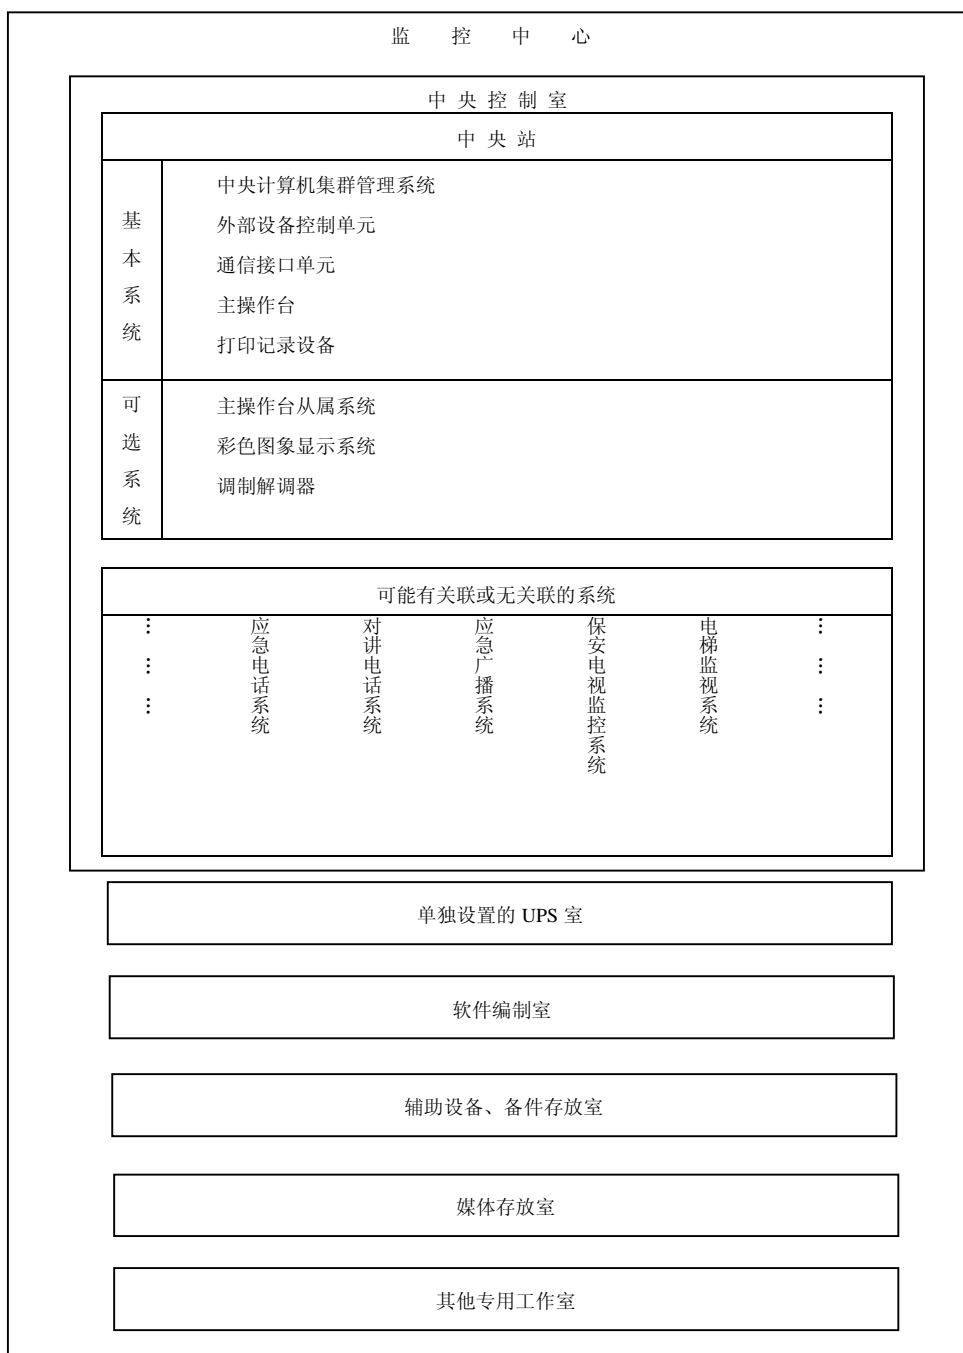 监 控 中 心
中 央 控 制 室
中 央 站
基本系统
中央计算机集群管理系统
外部设备控制单元
通信接口单元
主操作台
打印记录设备
可选系统
主操作台从属系统
彩色图象显示系统
调制解调器
可能有关联或无关联的系统
………
应急电话系统
对讲电话系统
应急广播系统
保安电视监控系统
电梯监视系统
………
单独设置的 UPS 室
软件编制室
辅助设备、备件存放室
媒体存放室
其他专用工作室